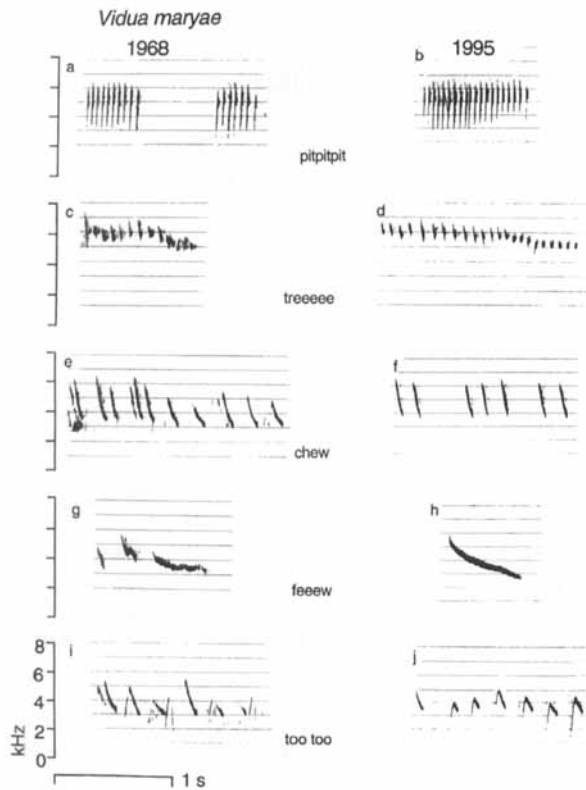 Vidua maryae
1968 1995
a b
pitpitpit
c d
treeeee
e f
chew
g h
feeew
i j
too too
8
6
4
2
0
kHz
1 s